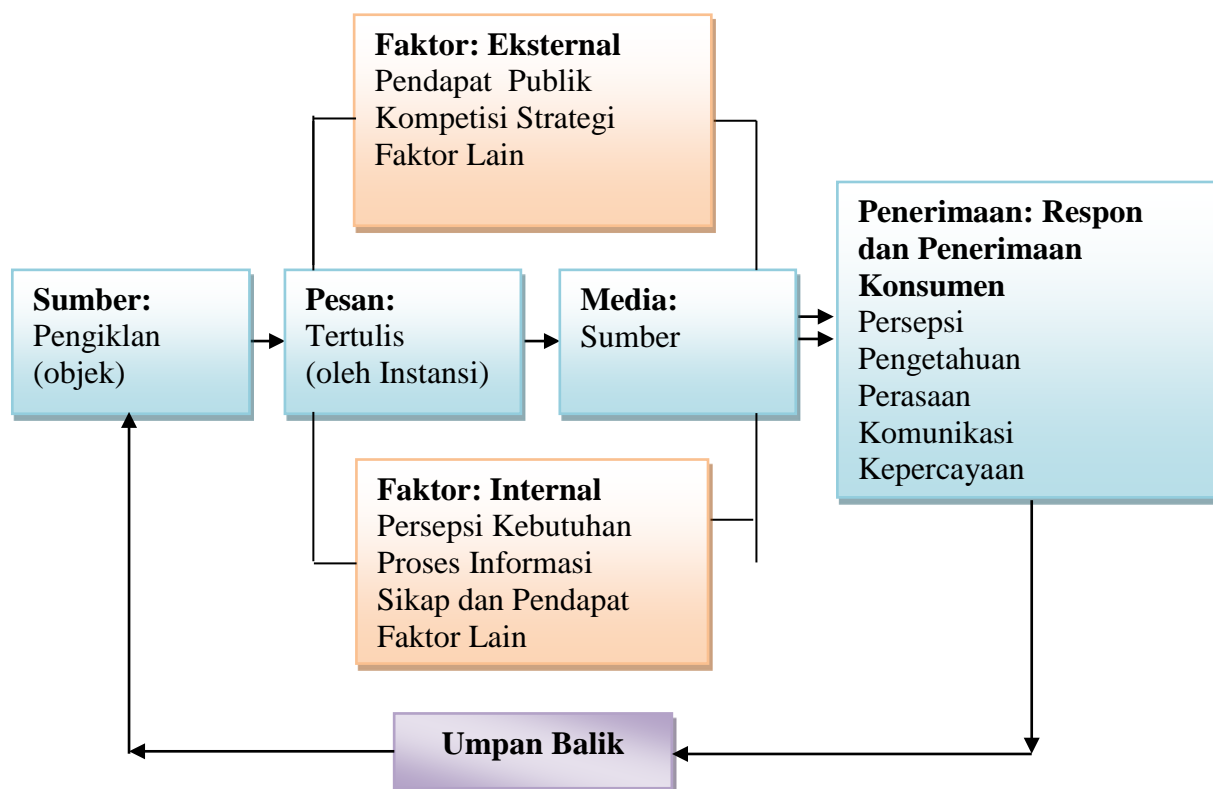 Faktor: Eksternal
Pendapat Publik
Kompetisi Strategi
Faktor Lain
Sumber:
Pengiklan
(objek)
Pesan:
Tertulis
(oleh Instansi)
Media:
Sumber
Penerimaan: Respon
dan Penerimaan
Konsumen
Persepsi
Pengetahuan
Perasaan
Komunikasi
Kepercayaan
Faktor: Internal
Persepsi Kebutuhan
Proses Informasi
Sikap dan Pendapat
Faktor Lain
Umpan Balik